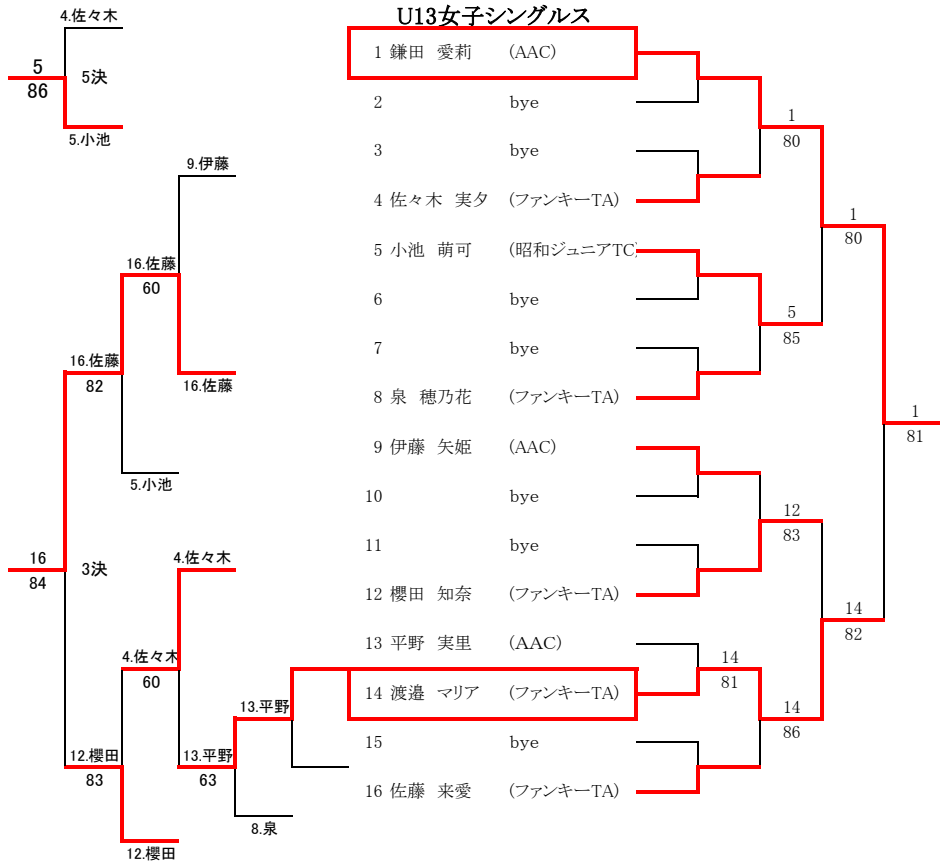 U13女子シングルス
4.佐々木
5
5決
86
5.小池
9.伊藤
16.佐藤
60
16.佐藤
82
16.佐藤
5.小池
16
3決
84
4.佐々木
4.佐々木
60
13.平野
12.櫻田
83
13.平野
63
8.泉
12.櫻田
1 鎌田 愛莉 (AAC)
2 bye
3 bye
4 佐々木 実夕 (ファンキーTA)
5 小池 萌可 (昭和ジュニアTC)
6 bye
7 bye
8 泉 穂乃花 (ファンキーTA)
9 伊藤 矢姫 (AAC)
10 bye
11 bye
12 櫻田 知奈 (ファンキーTA)
13 平野 実里 (AAC)
14 渡邉 マリア (ファンキーTA)
15 bye
16 佐藤 来愛 (ファンキーTA)
1
80
5
85
12
83
14
81
14
86
1
80
14
82
1
81